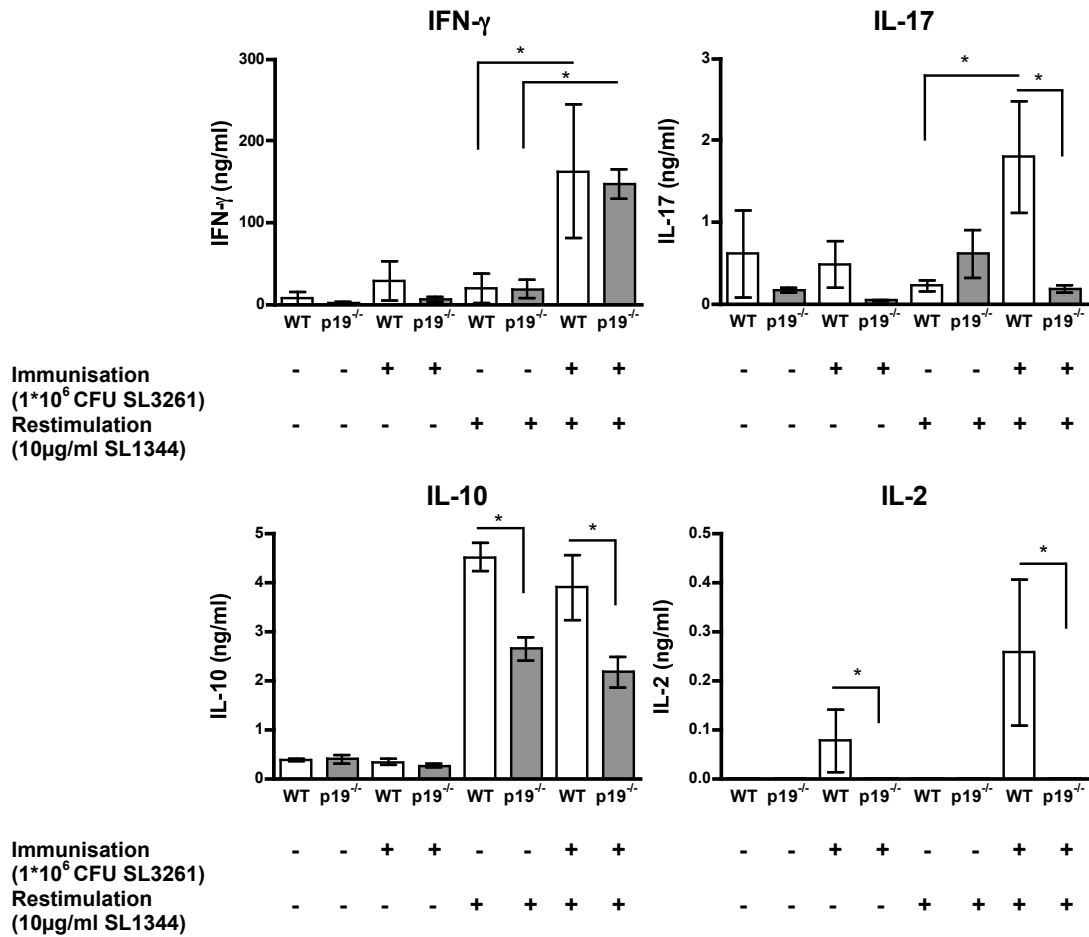 IFN-γ
IL-17
IFN-γ (ng/ml)
300
200
100
0
WT p19-/- WT p19-/- WT p19-/- WT p19-/-
* *
IL-17 (ng/ml)
3
2
1
0
WT p19-/- WT p19-/- WT p19-/- WT p19-/-
* *
Immunisation
(1*10⁶ CFU SL3261)
- - + + - - + + - - + + - - + +
Restimulation
(10µg/ml SL1344)
- - - - + + + + - - - - + + + +
IL-10
IL-2
IL-10 (ng/ml)
5
4
3
2
1
0
WT p19-/- WT p19-/- WT p19-/- WT p19-/-
* *
IL-2 (ng/ml)
0.5
0.4
0.3
0.2
0.1
0.0
WT p19-/- WT p19-/- WT p19-/- WT p19-/-
* *
Immunisation
(1*10⁶ CFU SL3261)
- - + + - - + + - - + + - - + +
Restimulation
(10µg/ml SL1344)
- - - - + + + + - - - - + + + +